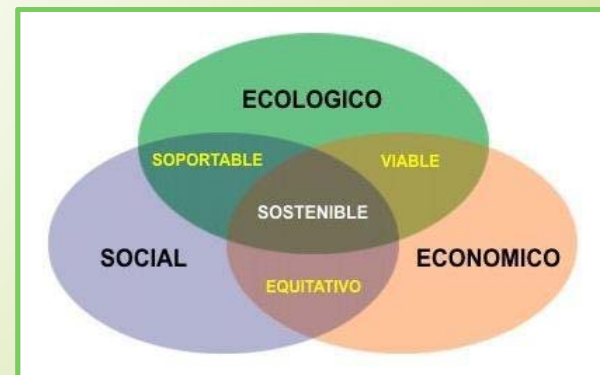 ECOLOGICO
SOPORTABLE
VIABLE
SOSTENIBLE
SOCIAL
ECONOMICO
EQUITATIVO